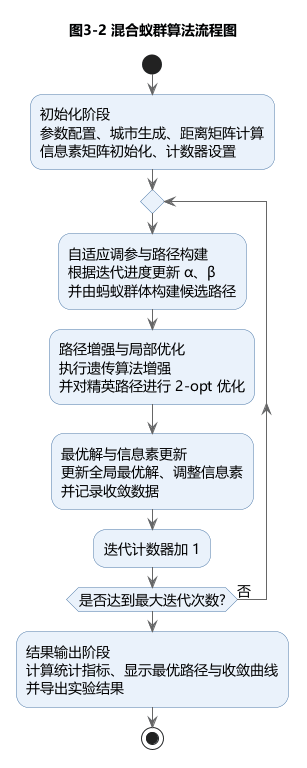 图3-2 混合蚁群算法流程图
初始化阶段
参数配置、城市生成、距离矩阵计算
信息素矩阵初始化、计数器设置
自适应调参与路径构建
根据迭代进度更新 α、β
并由蚂蚁群体构建候选路径
路径增强与局部优化
执行遗传算法增强
并对精英路径进行 2-opt 优化
最优解与信息素更新
更新全局最优解、调整信息素
并记录收敛数据
迭代计数器加 1
是否达到最大迭代次数?
否
结果输出阶段
计算统计指标、显示最优路径与收敛曲线
并导出实验结果